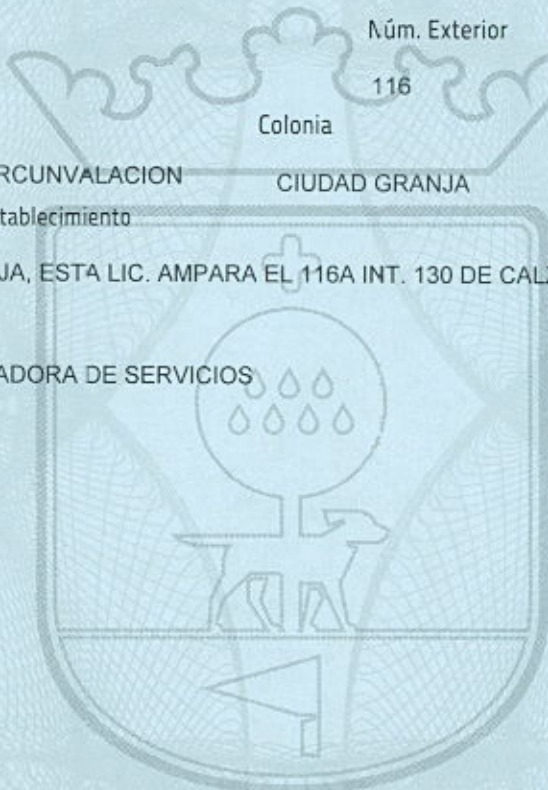 Núm. Exterior
116
Colonia
RCUNVALACION CIUDAD GRANJA
tablecimiento
JA, ESTA LIC. AMPARA EL 116A INT. 130 DE CAL
ADORA DE SERVICIOS